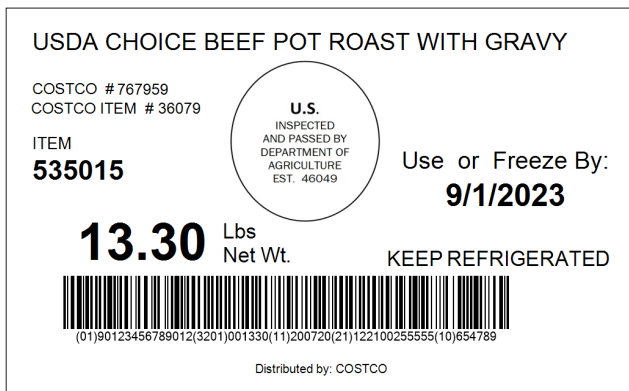 USDA CHOICE BEEF POT ROAST WITH GRAVY
COSTCO # 767959
COSTCO ITEM # 36079
ITEM
535015
U.S.
INSPECTED
AND PASSED BY
DEPARTMENT OF
AGRICULTURE
EST. 46049
Use or Freeze By:
9/1/2023
13.30 Lbs
Net Wt.
KEEP REFRIGERATED
(01)90123456789012(3201)001330(11)200720(21)122100255555(10)654789
Distributed by: COSTCO